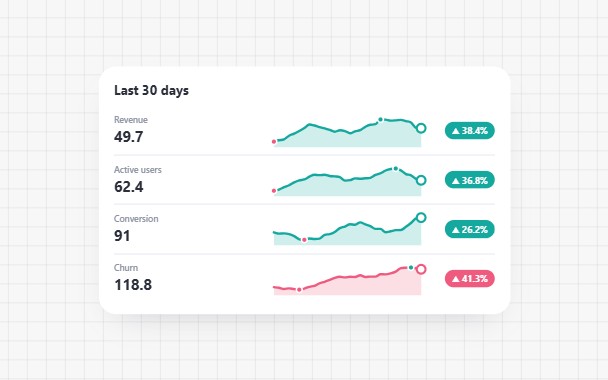 Last 30 days
Revenue
49.7
▲ 38.4%
Active users
62.4
▲ 36.8%
Conversion
91
▲ 26.2%
Churn
118.8
▲ 41.3%